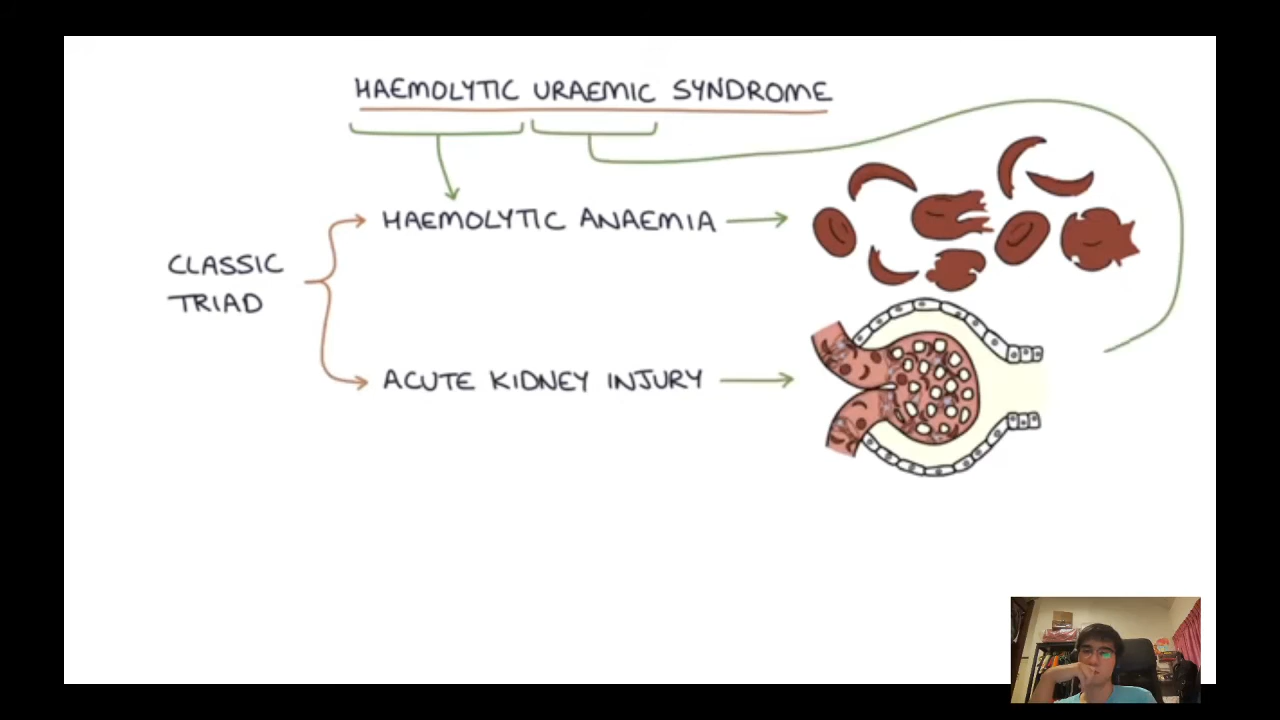 HAEMOLYTIC URAEMIC SYNDROME
HAEMOLYTIC ANAEMIA
CLASSIC
TRIAD
ACUTE KIDNEY INJURY